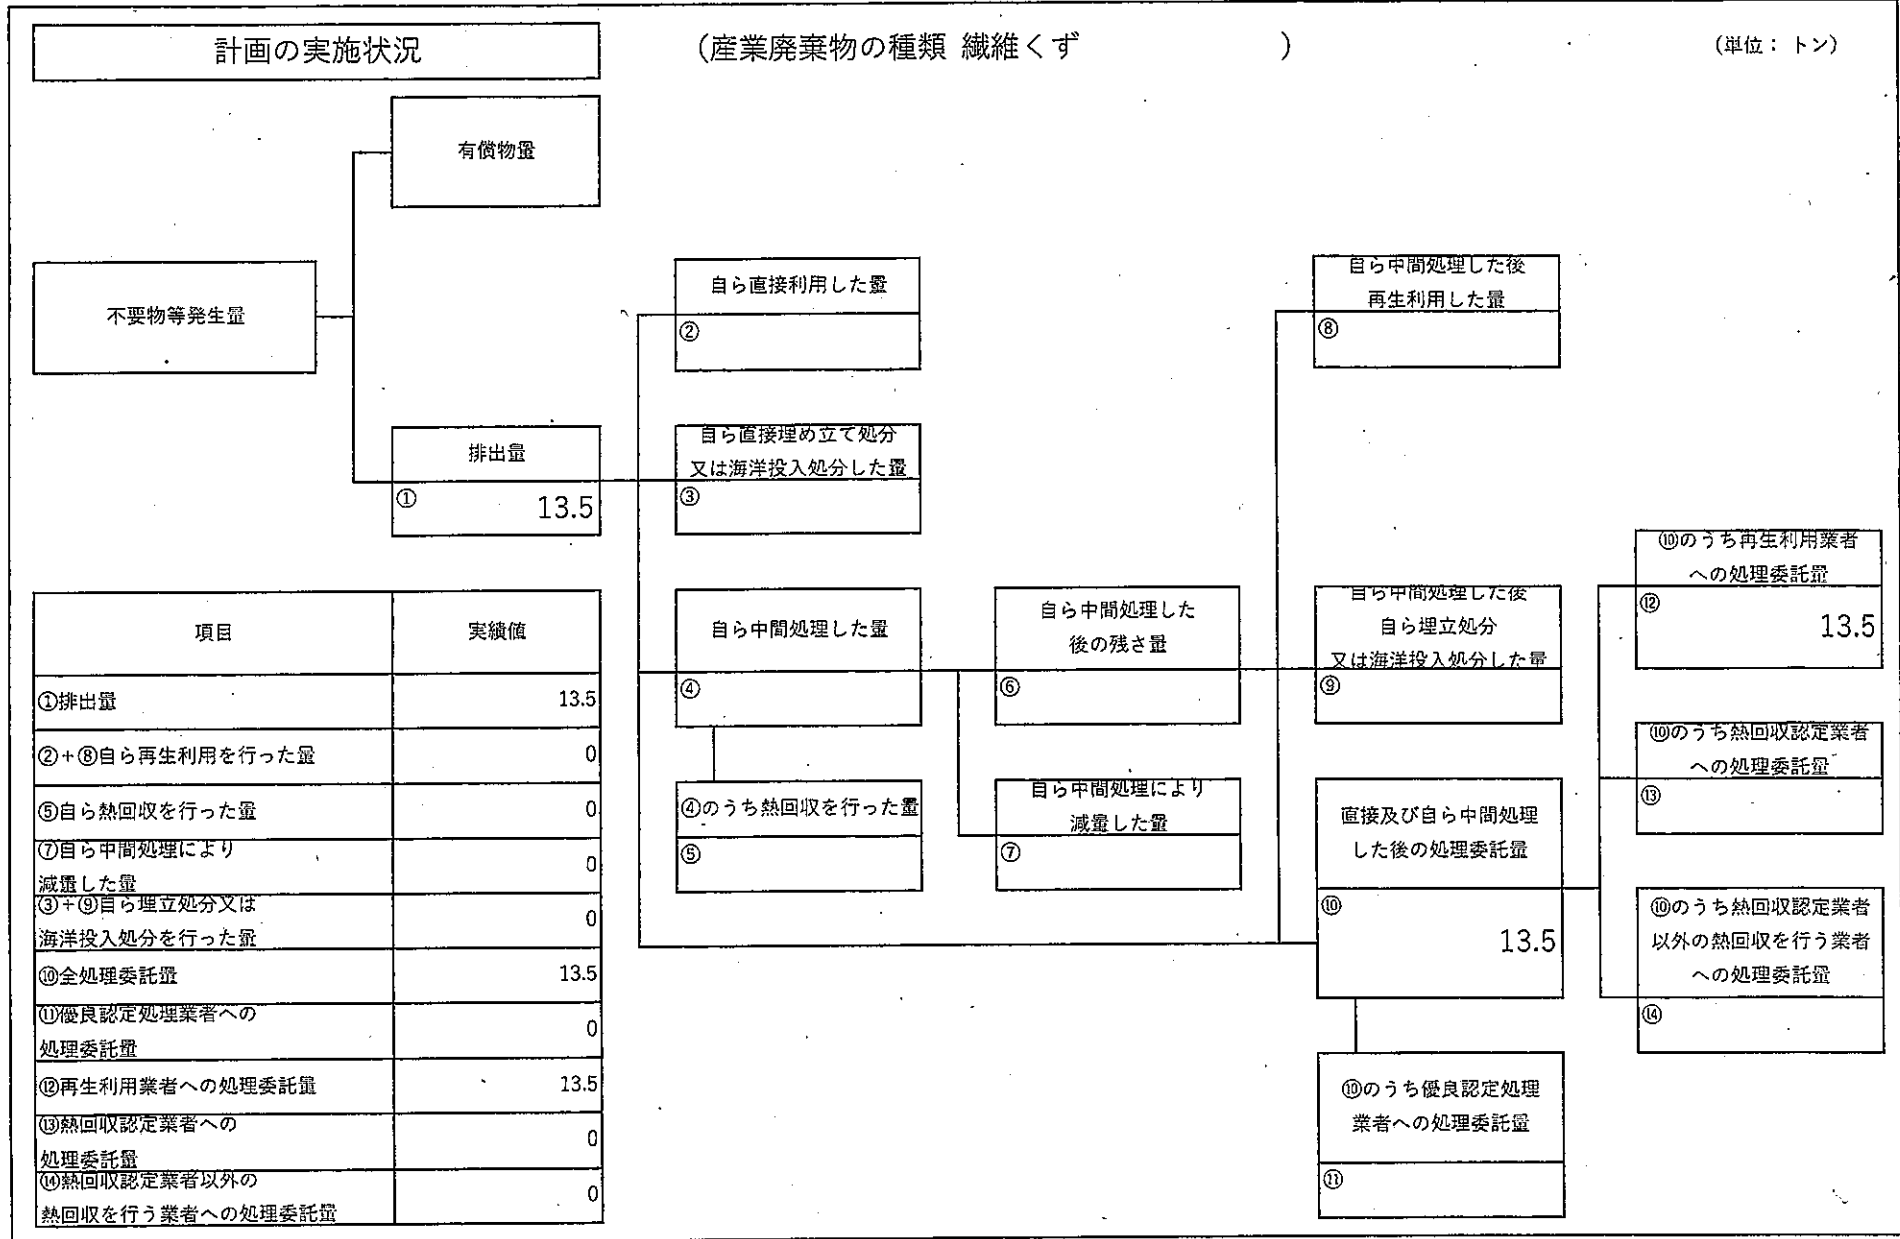 計画の実施状況
(産業廃棄物の種類 繊維くず )
(単位：トン)
有償物量
不要物等発生量
排出量
①
13.5
自ら直接利用した量
②
自ら直接埋め立て処分
又は海洋投入処分した量
③
自ら中間処理した量
④
④のうち熱回収を行った量
⑤
自ら中間処理した
後の残さ量
⑥
自ら中間処理により
減量した量
⑦
自ら中間処理した後
再生利用した量
⑧
自ら中間処理した後
自ら埋立処分
又は海洋投入処分した量
⑨
直接及び自ら中間処理
した後の処理委託量
⑩
13.5
⑩のうち優良認定処理
業者への処理委託量
⑪
⑩のうち再生利用業者
への処理委託量
⑫
13.5
⑩のうち熱回収認定業者
への処理委託量
⑬
⑩のうち熱回収認定業者
以外の熱回収を行う業者
への処理委託量
⑭
項目 実績値
①排出量 13.5
②+⑧自ら再生利用を行った量 0
⑤自ら熱回収を行った量 0
⑦自ら中間処理により
減量した量 0
③+⑨自ら埋立処分又は
海洋投入処分を行った量 0
⑩全処理委託量 13.5
⑪優良認定処理業者への
処理委託量 0
⑫再生利用業者への処理委託量 13.5
⑬熱回収認定業者への
処理委託量 0
⑭熱回収認定業者以外の
熱回収を行う業者への処理委託量 0